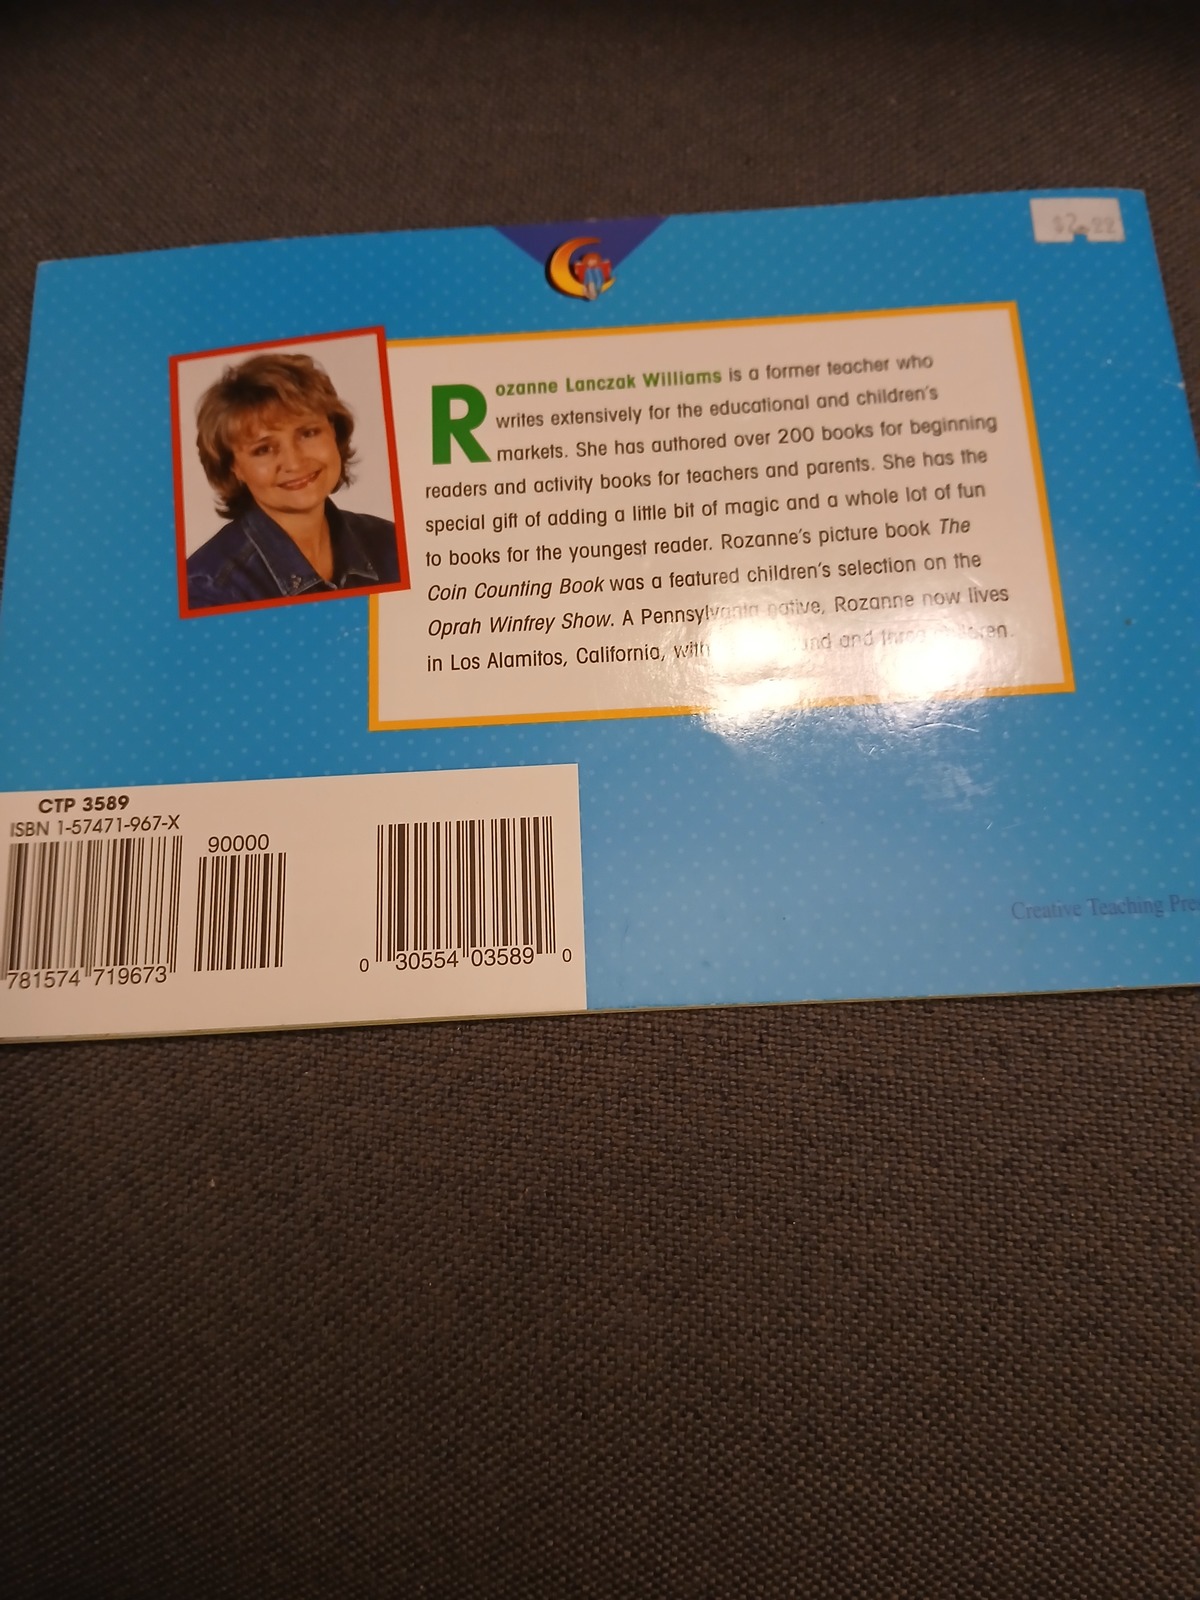 $2.22
Rozanne Lanczak Williams is a former teacher who
writes extensively for the educational and children's
markets. She has authored over 200 books for beginning
readers and activity books for teachers and parents. She has the
special gift of adding a little bit of magic and a whole lot of fun
to books for the youngest reader. Rozanne's picture book The
Coin Counting Book was a featured children's selection on the
Oprah Winfrey Show. A Pennsylvania native, Rozanne now lives
in Los Alamitos, California, with and three children.
CTP 3589
ISBN 1-57471-967-X
90000
781574 719673
0 30554 03589 0
Creative Teaching Pre